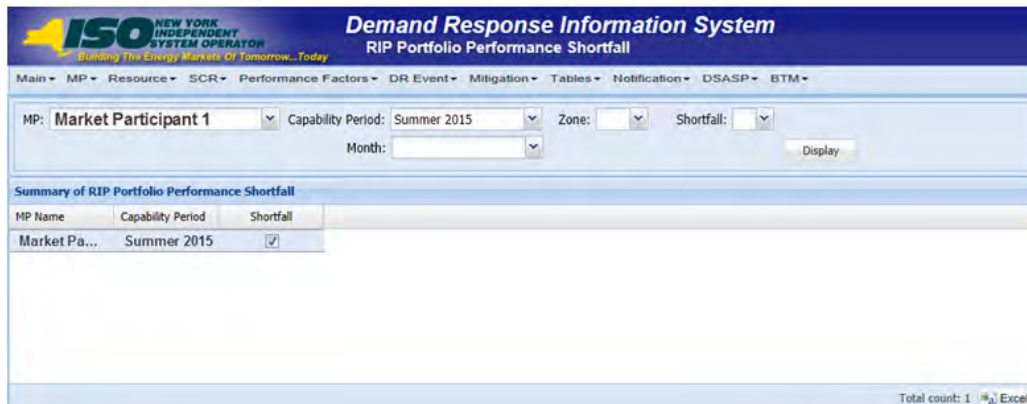 ISO NEW YORK
INDEPENDENT
SYSTEM OPERATOR
Building The Energy Markets Of Tomorrow...Today
Demand Response Information System
RIP Portfolio Performance Shortfall
Main MP Resource SCR Performance Factors DR Event Mitigation Tables Notification DSASP BTM
MP: Market Participant 1 Capability Period: Summer 2015 Zone: Shortfall:
Month: Display
Summary of RIP Portfolio Performance Shortfall
MP Name Capability Period Shortfall
Market Pa... Summer 2015
Total count: 1 Excel